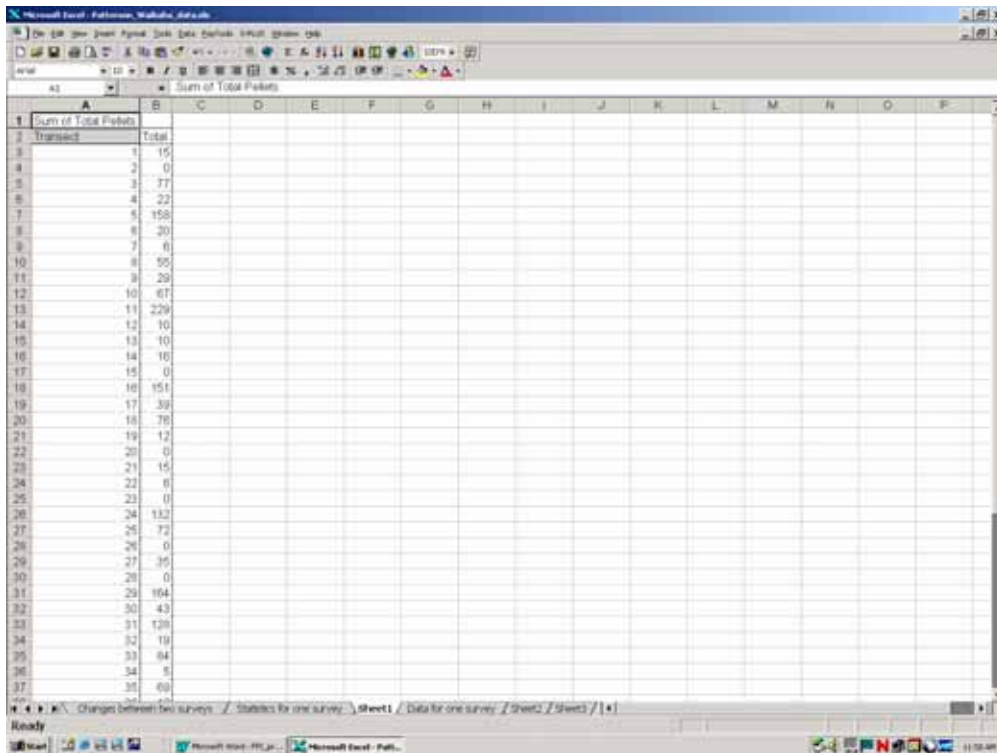 Microsoft Excel - Patterson_Waihaha_data.xls
File Edit View Insert Format Tools Data Window Help
100%
Arial 10 B I U
A1 = Sum of Total Pellets
A B C D E F G H I J K L M N O P
1 Sum of Total Pellets
2 Transect Total
3 1 15
4 2 0
5 3 77
6 4 22
7 5 158
8 6 20
9 7 6
10 8 55
11 9 29
12 10 67
13 11 229
14 12 10
15 13 10
16 14 16
17 15 0
18 16 151
19 17 39
20 18 76
21 19 12
22 20 0
23 21 15
24 22 6
25 23 0
26 24 132
27 25 72
28 26 0
29 27 35
30 28 0
31 29 164
32 30 43
33 31 128
34 32 19
35 33 84
36 34 5
37 35 69
Changes between two surveys / Statistics for one survey \ Sheet1 / Data for one survey / Sheet2 / Sheet3 /
Ready
Start Microsoft Word - Microsoft Excel - Patt...